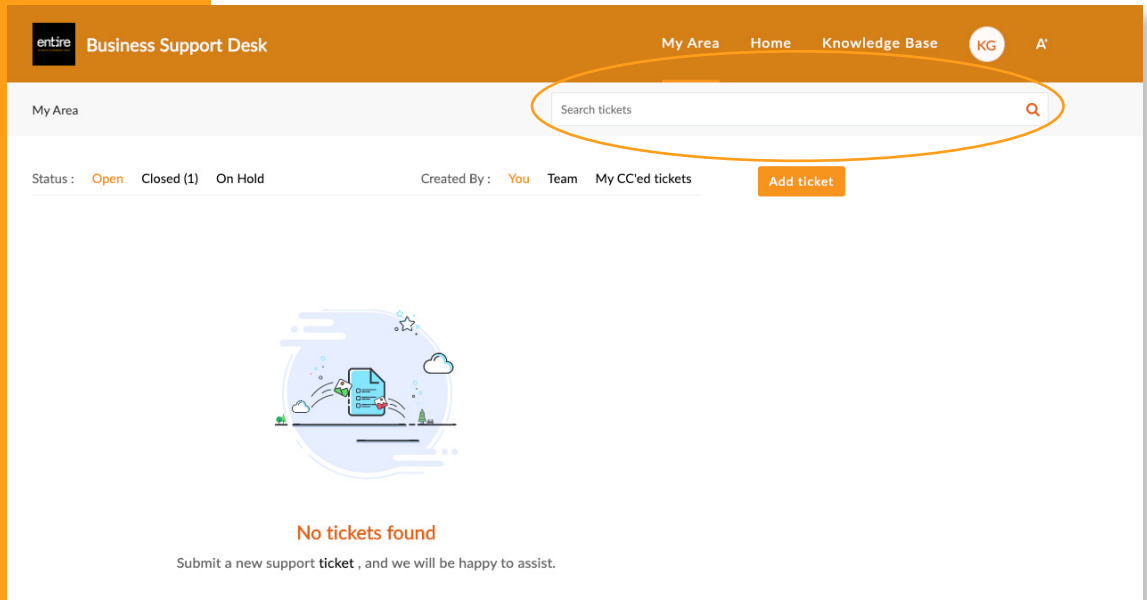 entire Business Support Desk My Area Home Knowledge Base KG A+
My Area Search tickets
Status : Open Closed (1) On Hold Created By : You Team My CC'ed tickets Add ticket
No tickets found
Submit a new support ticket , and we will be happy to assist.